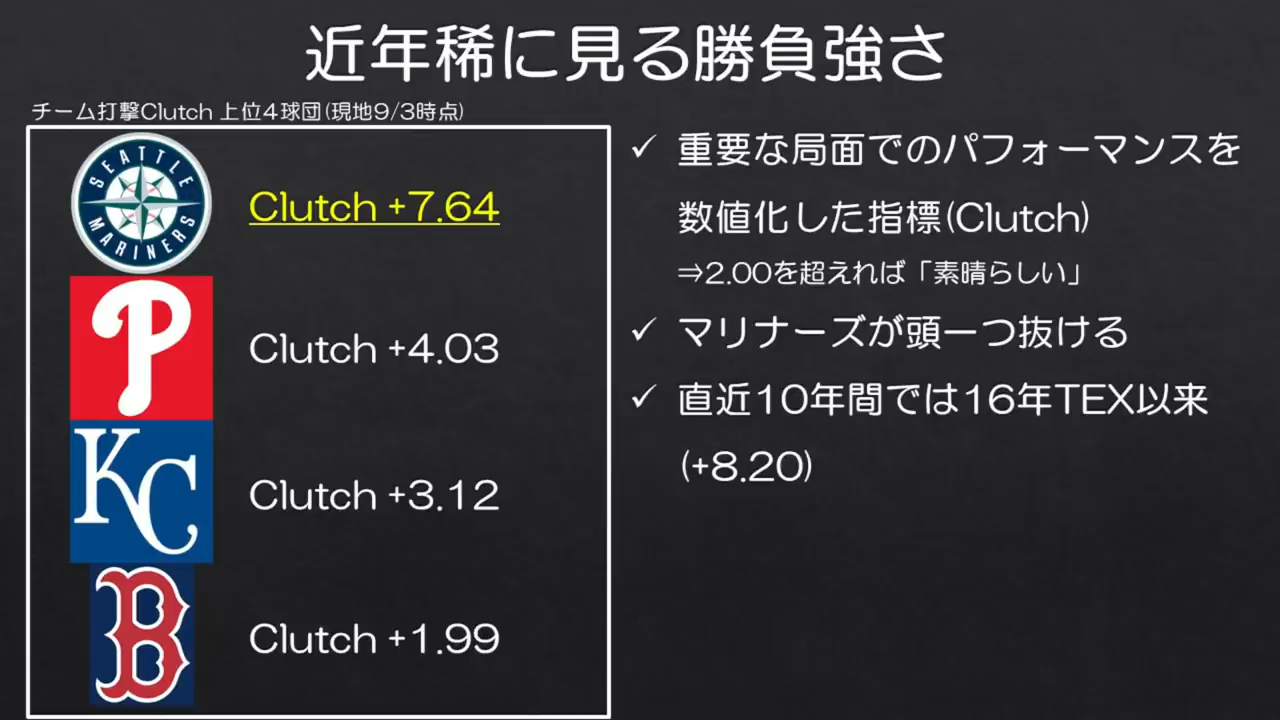 近年稀に見る勝負強さ
チーム打撃Clutch 上位4球団(現地9/3時点)
SEATTLE
MARINERS
Clutch +7.64
P
Clutch +4.03
KC
Clutch +3.12
B
Clutch +1.99
✓ 重要な局面でのパフォーマンスを
数値化した指標(Clutch)
⇒2.00を超えれば「素晴らしい」
✓ マリナーズが頭一つ抜ける
✓ 直近10年間では16年TEX以来
(+8.20)